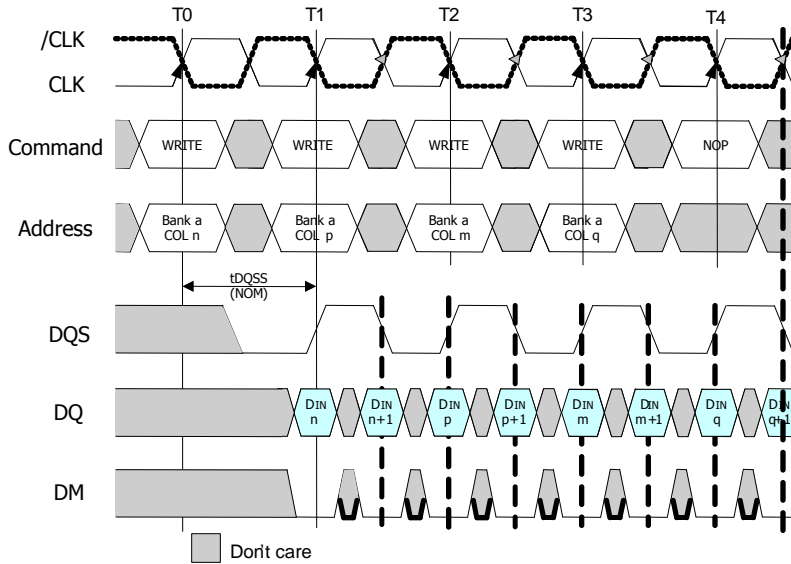 T0 T1 T2 T3 T4
/CLK
CLK
Command WRITE WRITE WRITE WRITE NOP
Address Bank a Bank a Bank a Bank a
COL n COL p COL m COL q
tDQSS
(NOM)
DQS
DQ DIN DIN DIN DIN DIN DIN DIN DIN
n n+1 p p+1 m m+1 q q+1
DM
Don't care